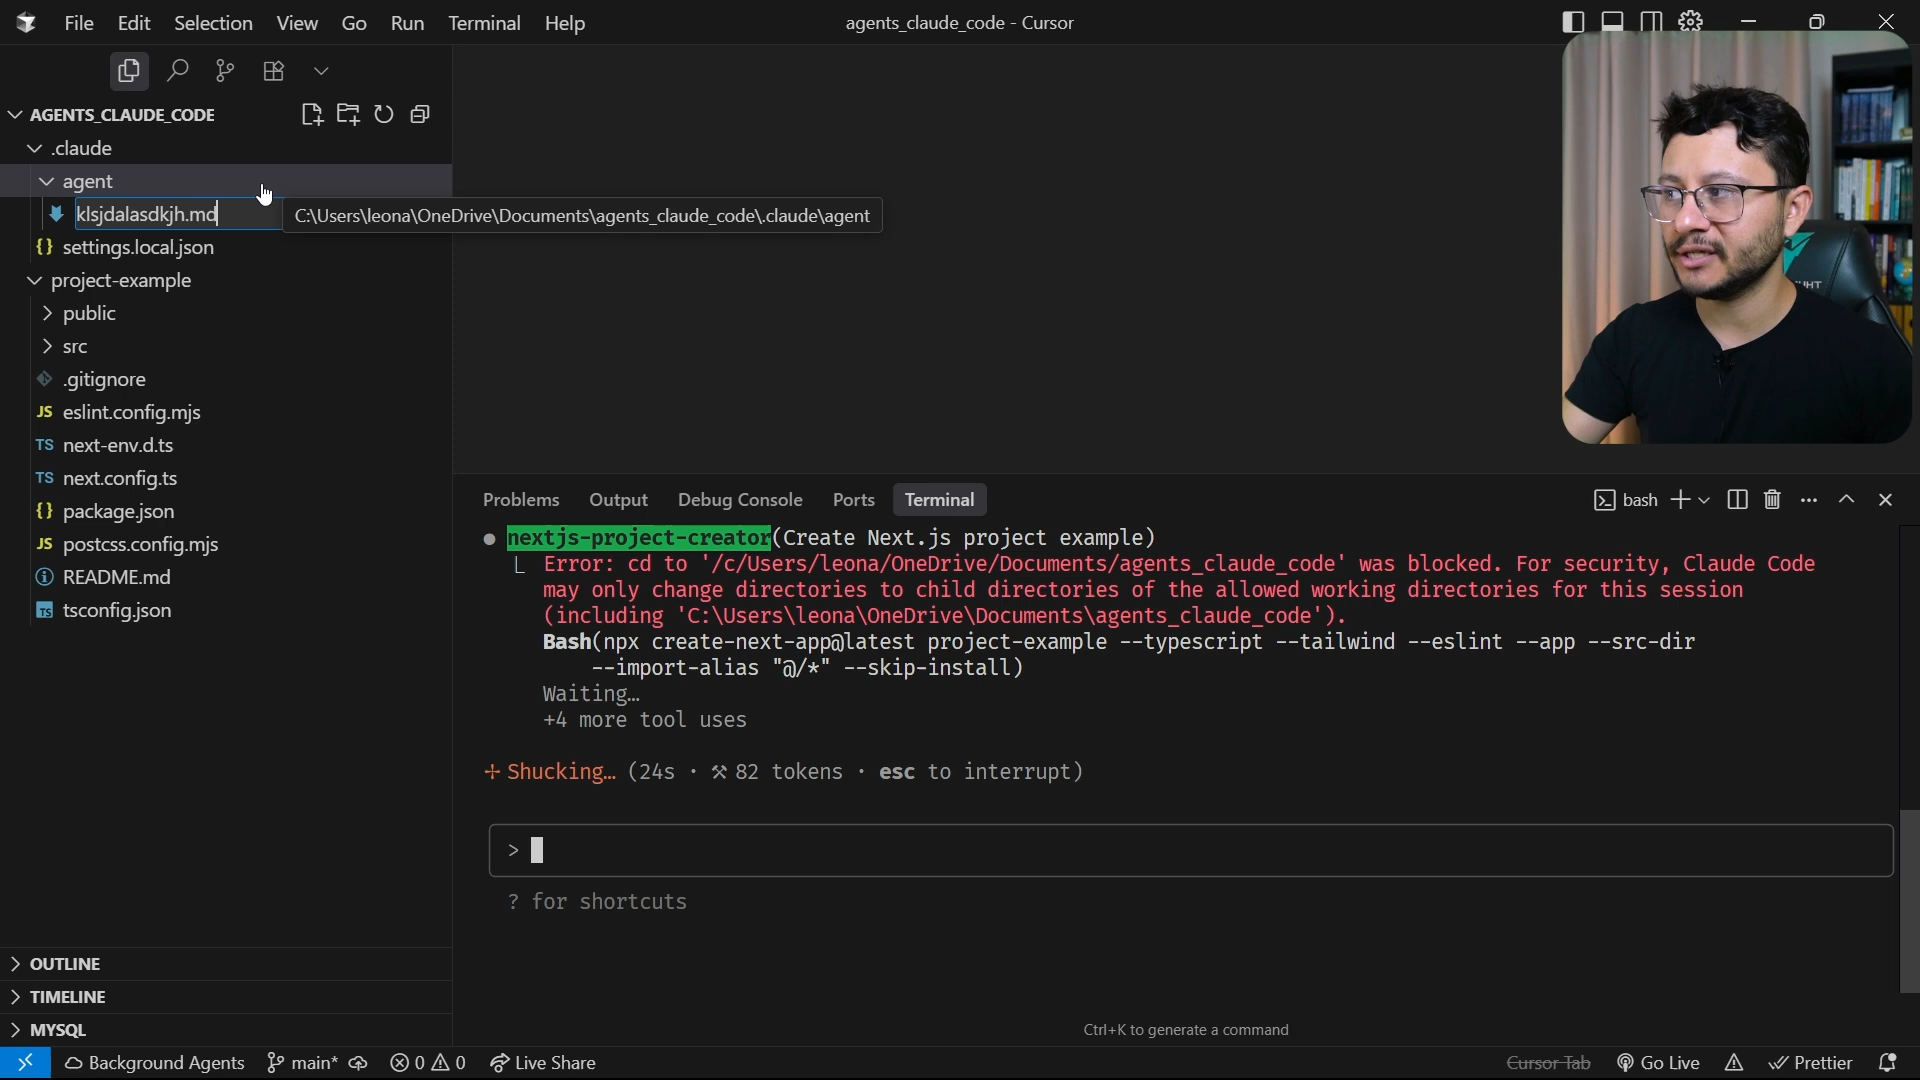 File Edit Selection View Go Run Terminal Help
agents_claude_code - Cursor
AGENTS_CLAUDE_CODE
.claude
agent
klsjdalasdkjh.md
C:\Users\leona\OneDrive\Documents\agents_claude_code\.claude\agent
{} settings.local.json
project-example
public
src
.gitignore
JS eslint.config.mjs
TS next-env.d.ts
TS next.config.ts
{} package.json
JS postcss.config.mjs
README.md
TS tsconfig.json
OUTLINE
TIMELINE
MYSQL
Problems Output Debug Console Ports Terminal
bash
● nextjs-project-creator(Create Next.js project example)
⎿ Error: cd to '/c/Users/leona/OneDrive/Documents/agents_claude_code' was blocked. For security, Claude Code
may only change directories to child directories of the allowed working directories for this session
(including 'C:\Users\leona\OneDrive\Documents\agents_claude_code').
Bash(npx create-next-app@latest project-example --typescript --tailwind --eslint --app --src-dir
--import-alias "@/*" --skip-install)
Waiting…
+4 more tool uses
✢ Shucking… (24s · ⚒ 82 tokens · esc to interrupt)
>
? for shortcuts
Ctrl+K to generate a command
Background Agents main* 0 0 Live Share
Cursor Tab Go Live Prettier